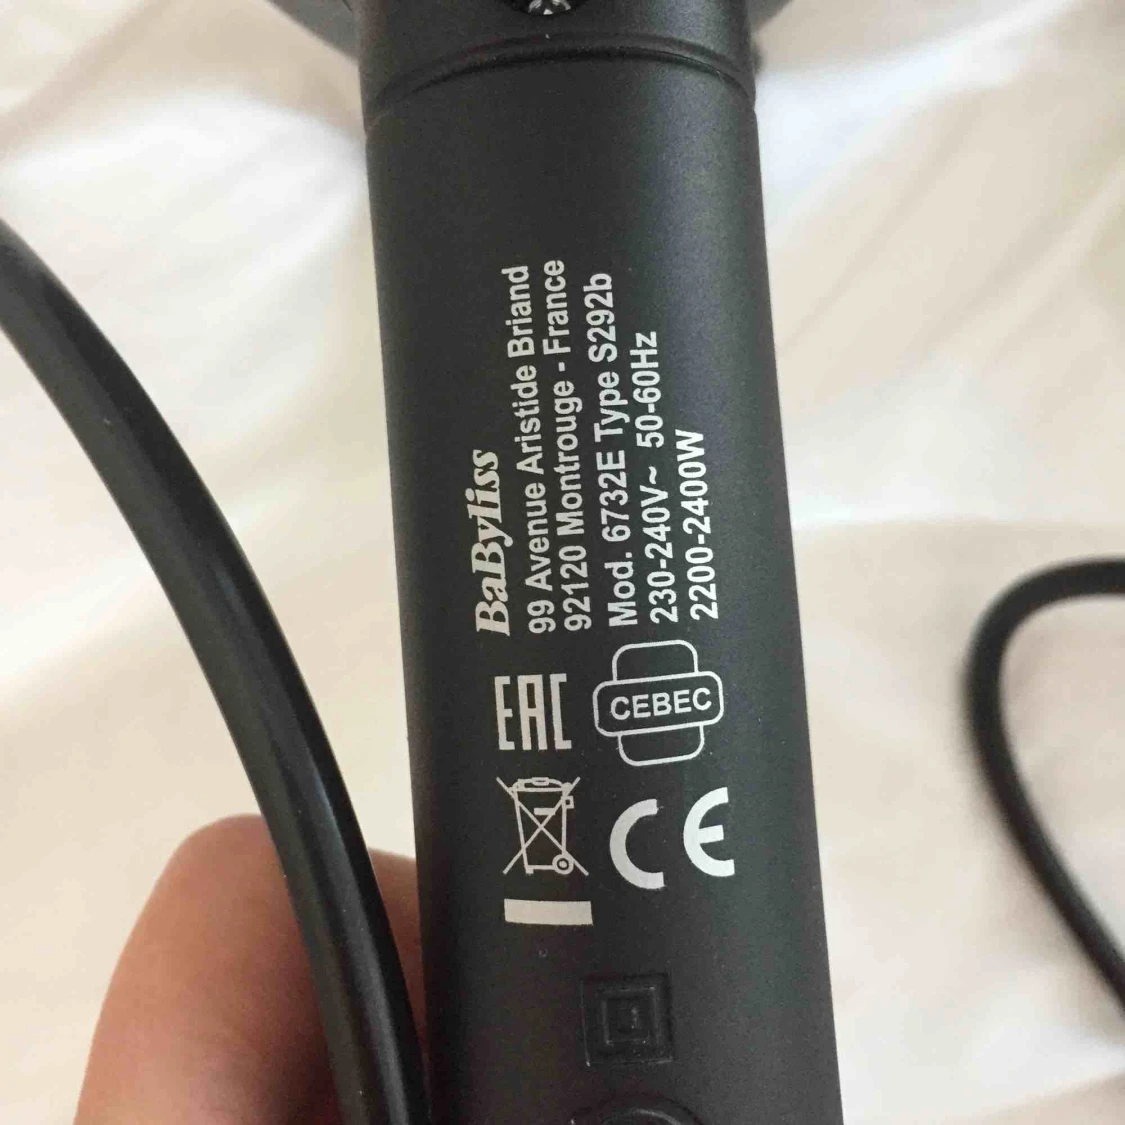 BaByliss
99 Avenue Aristide Briand
92120 Montrouge - France
Mod. 6732E Type S292b
230-240V~ 50-60Hz
2200-2400W
EAC
CEBEC
CE